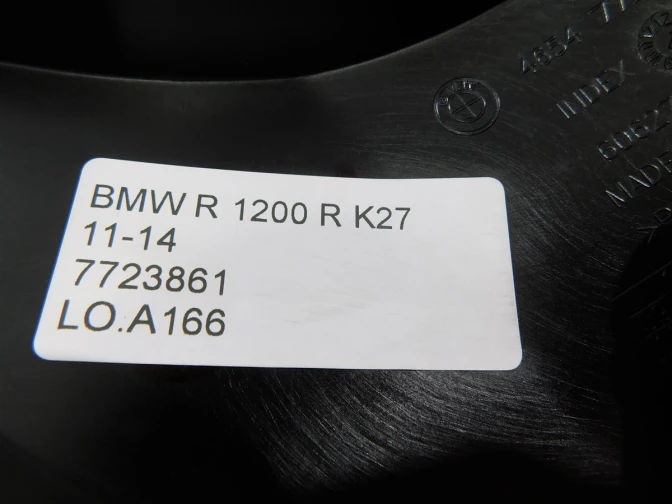 BMW R 1200 R K27
11-14
7723861
LO.A166
INDEX
MADE